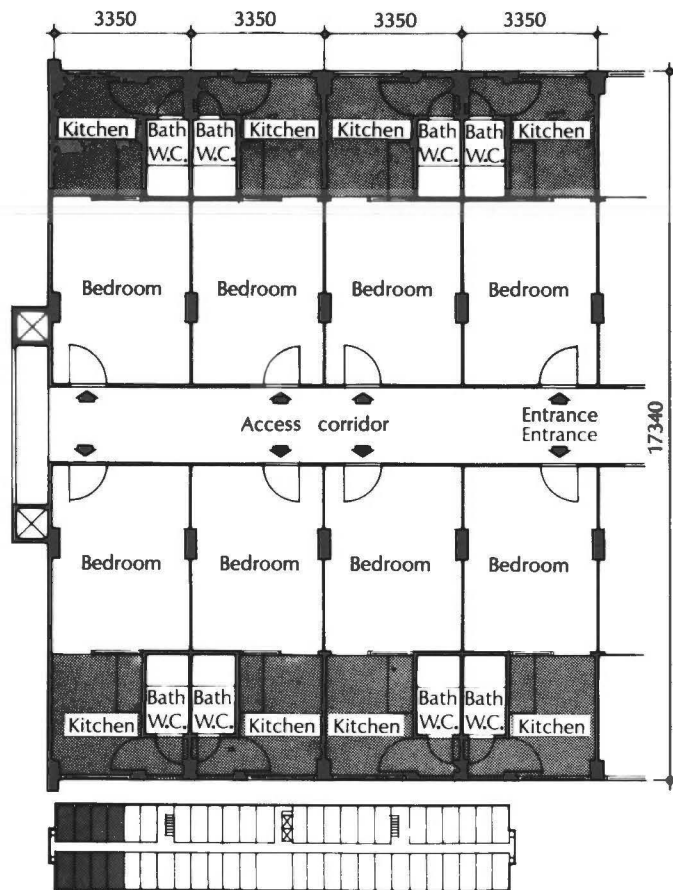 3350 3350 3350 3350
Kitchen Bath Bath Kitchen Kitchen Bath Bath Kitchen
W.C. W.C. W.C. W.C.
Bedroom Bedroom Bedroom Bedroom
Access corridor Entrance
Entrance
17340
Bedroom Bedroom Bedroom Bedroom
Bath Bath Bath Bath
Kitchen W.C. W.C. Kitchen Kitchen W.C. W.C. Kitchen